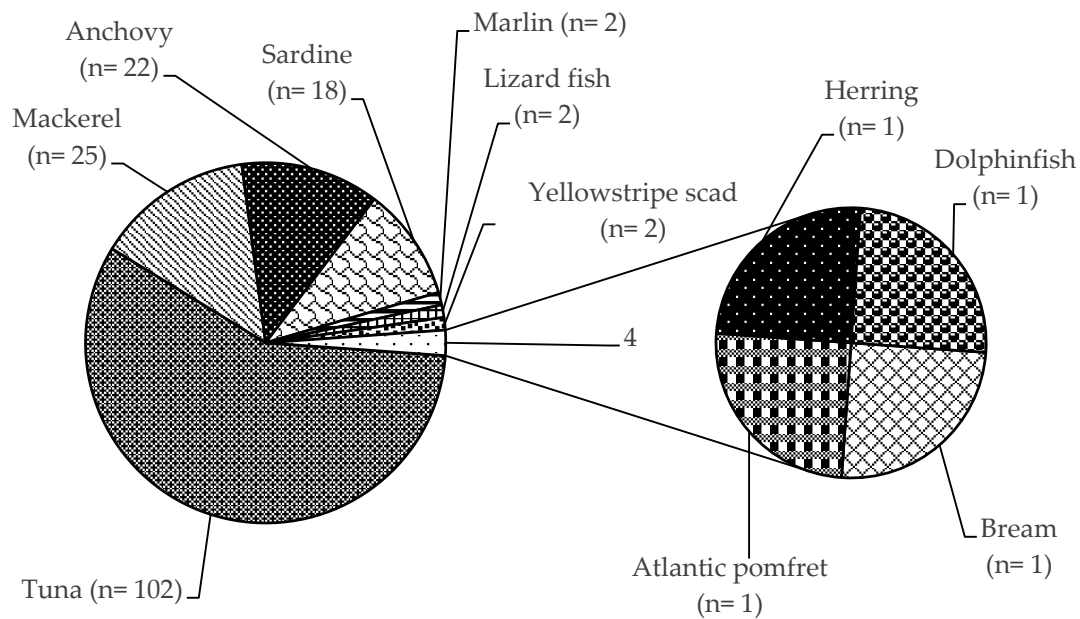 Anchovy
(n= 22)
Sardine
(n= 18)
Marlin (n= 2)
Lizard fish
(n= 2)
Mackerel
(n= 25)
Yellowstripe scad
(n= 2)
4
Tuna (n= 102)
Herring
(n= 1)
Dolphinfish
(n= 1)
Atlantic pomfret
(n= 1)
Bream
(n= 1)